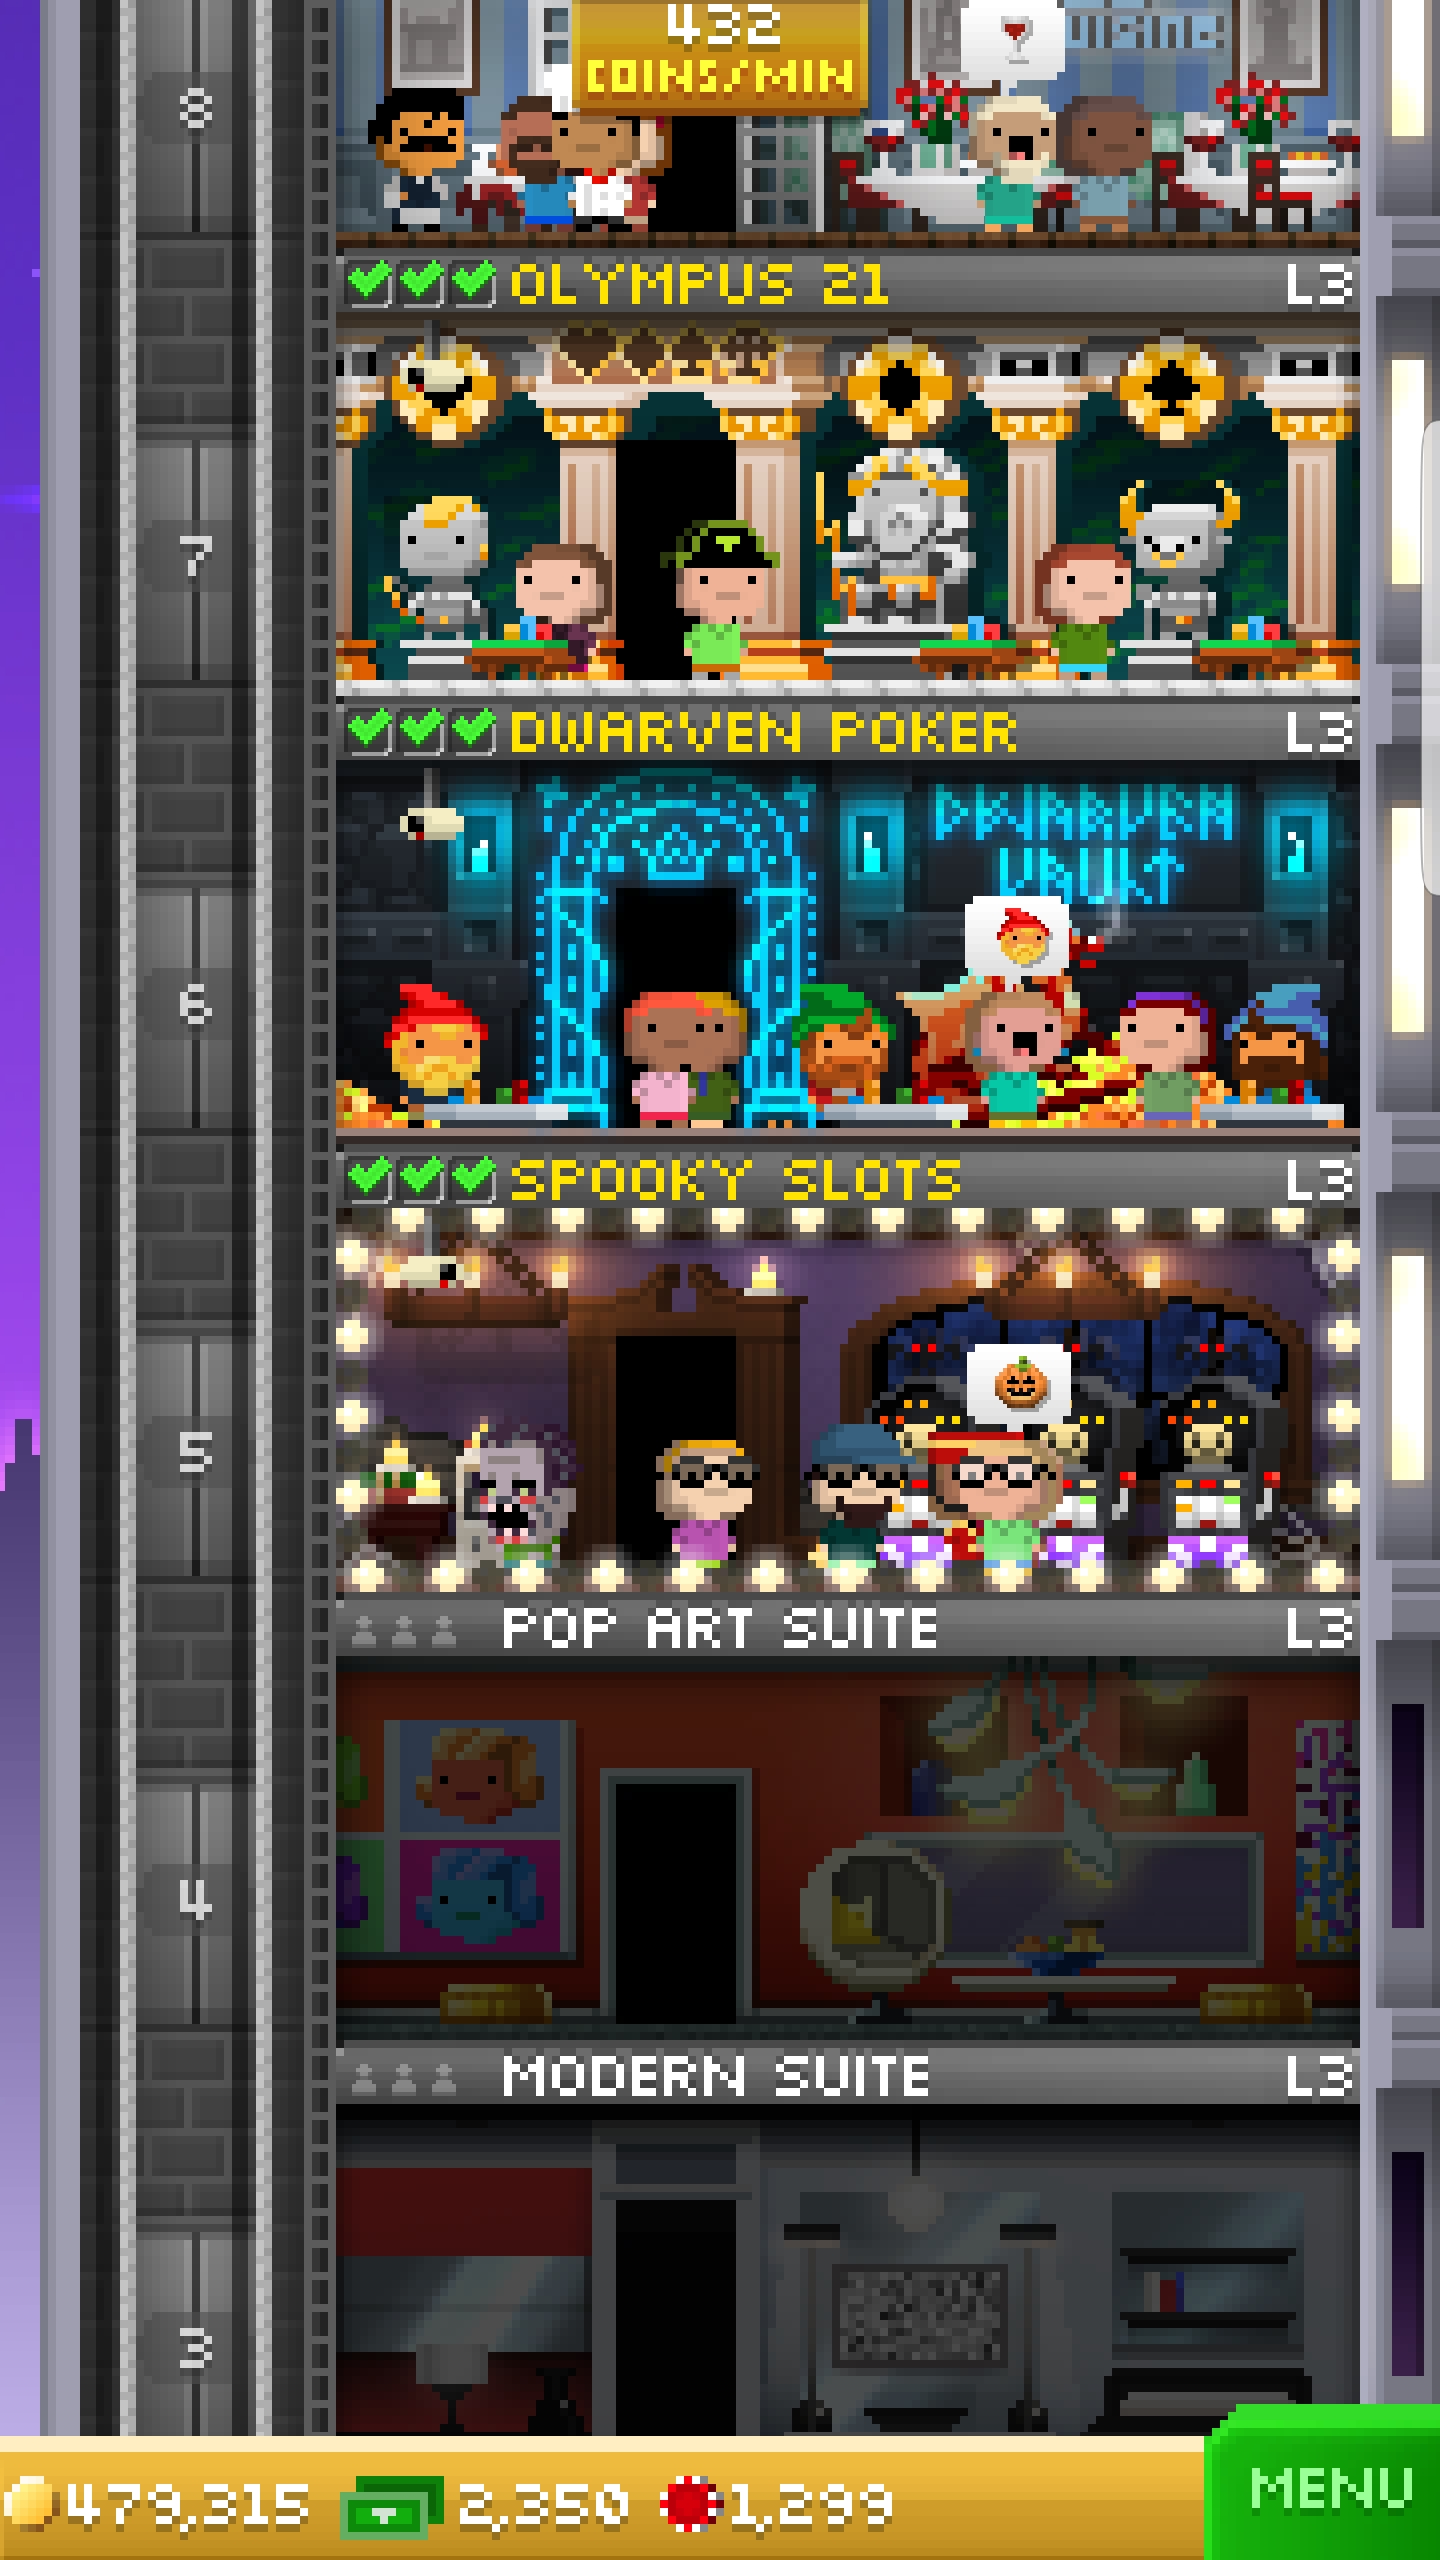 432
COINS/MIN
8
OLYMPUS 21 L3
7
DWARVEN POKER L3
DWARVEN
VAULT
6
SPOOKY SLOTS L3
5
POP ART SUITE L3
4
MODERN SUITE L3
3
479,315 2,350 1,299
MENU